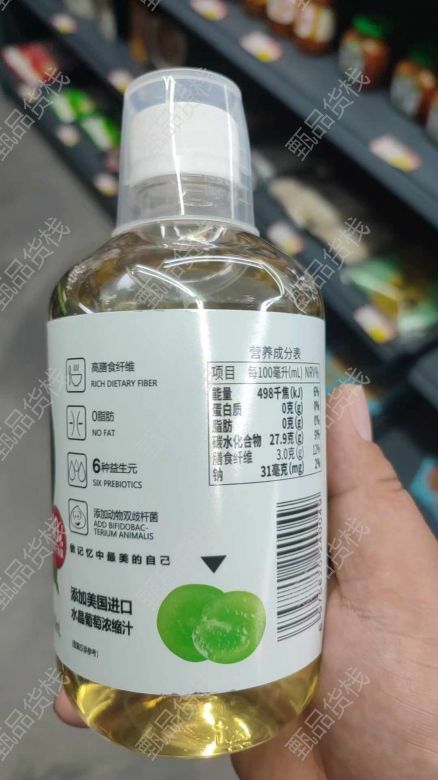 高膳食纤维
RICH DIETARY FIBER
0脂肪
NO FAT
6种益生元
SIX PREBIOTICS
添加动物双歧杆菌
ADD BIFIDOBAC-
TERIUM ANIMALIS
做记忆中最美的自己
添加美国进口
水晶葡萄浓缩汁
营养成分表
项目 每100毫升(mL) NRV%
能量 498千焦(kJ) 6%
蛋白质 0克(g) 0%
脂肪 0克(g) 0%
碳水化合物 27.9克(g) 9%
膳食纤维 3.0克(g) 12%
钠 31毫克(mg) 2%
甄品货栈